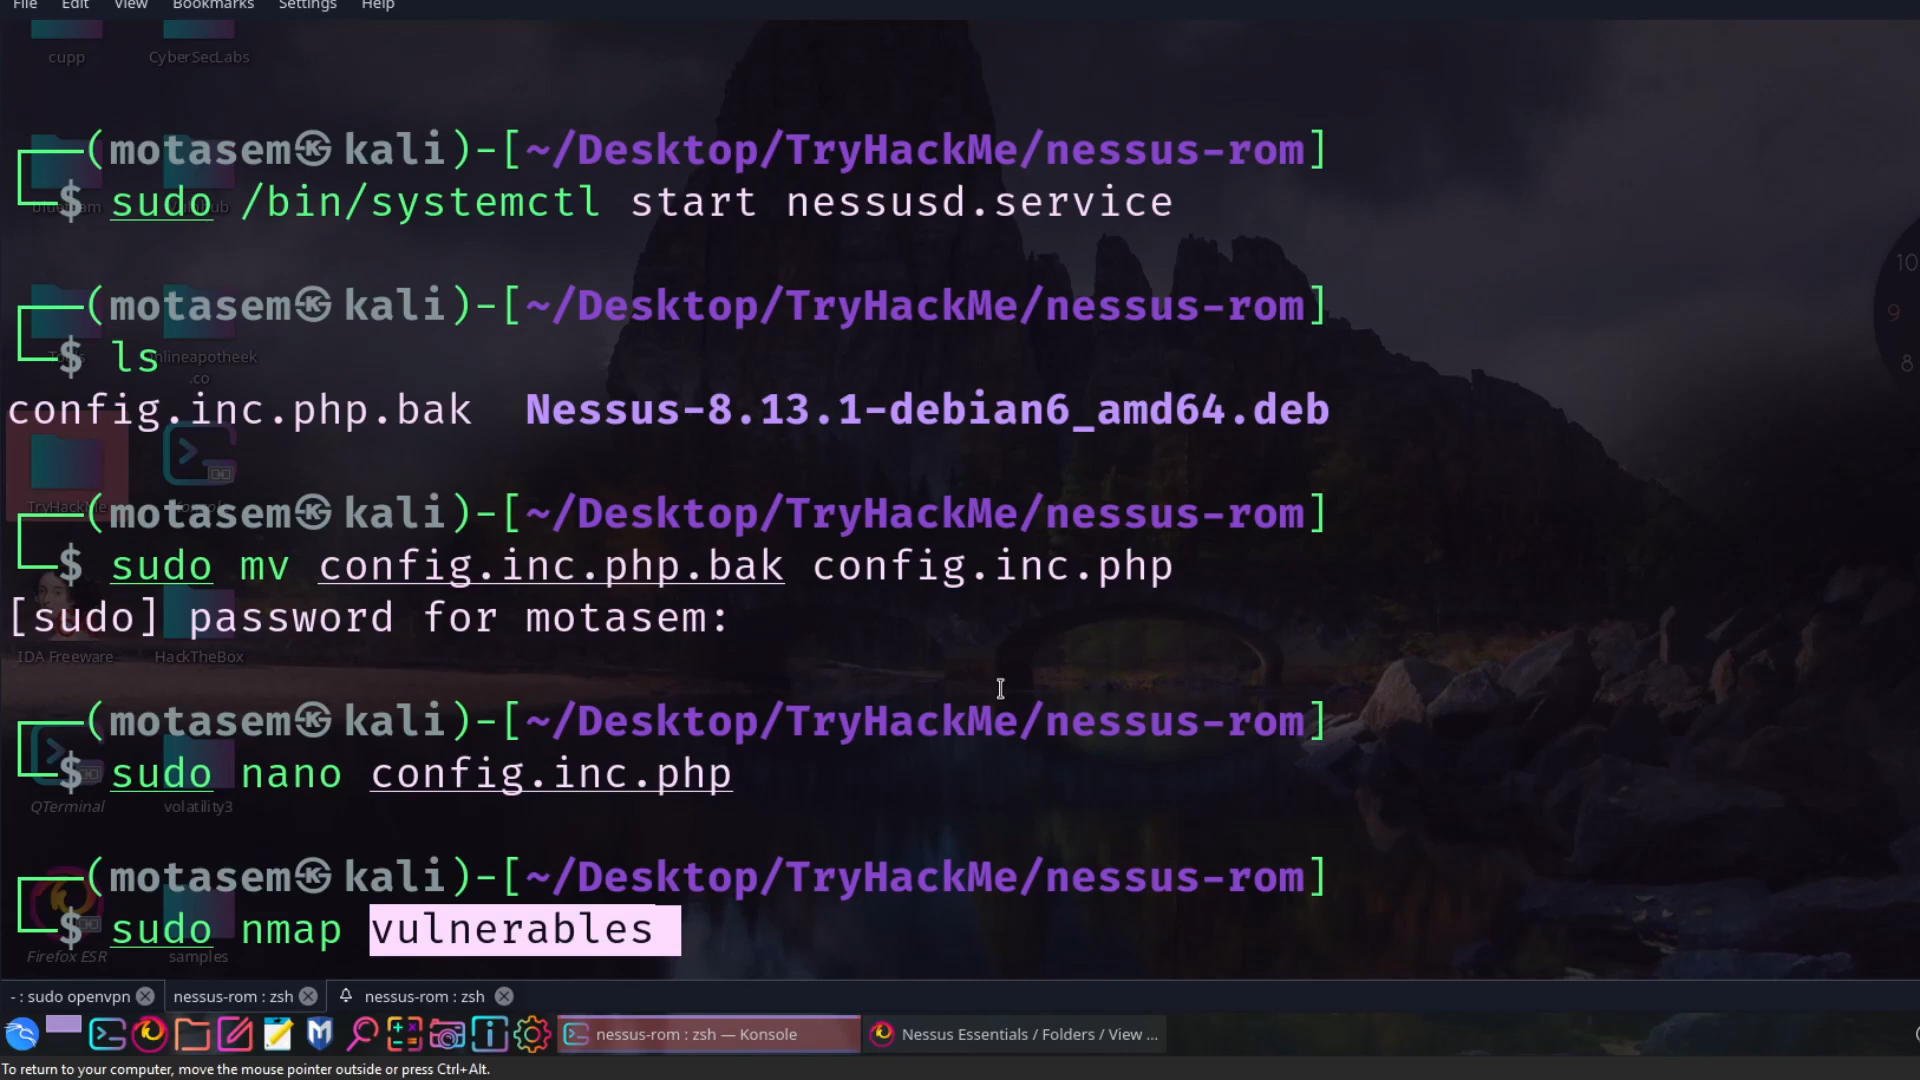 File Edit View Bookmarks Settings Help
cupp CyberSecLabs
(motasem㉿kali)-[~/Desktop/TryHackMe/nessus-rom]
$ sudo /bin/systemctl start nessusd.service
(motasem㉿kali)-[~/Desktop/TryHackMe/nessus-rom]
$ ls
config.inc.php.bak Nessus-8.13.1-debian6_amd64.deb
(motasem㉿kali)-[~/Desktop/TryHackMe/nessus-rom]
$ sudo mv config.inc.php.bak config.inc.php
[sudo] password for motasem:
IDA Freeware HackTheBox
(motasem㉿kali)-[~/Desktop/TryHackMe/nessus-rom]
$ sudo nano config.inc.php
QTerminal volatility3
(motasem㉿kali)-[~/Desktop/TryHackMe/nessus-rom]
$ sudo nmap vulnerables
Firefox ESR samples
10
9
8
- : sudo openvpn nessus-rom : zsh nessus-rom : zsh
nessus-rom : zsh — Konsole Nessus Essentials / Folders / View ...
To return to your computer, move the mouse pointer outside or press Ctrl+Alt.